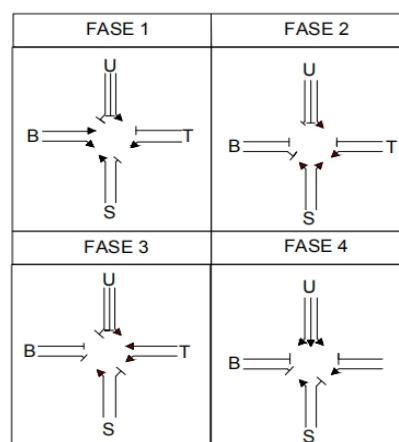 FASE 1 FASE 2
U U
B T B T
S S
FASE 3 FASE 4
U U
B T B
S S